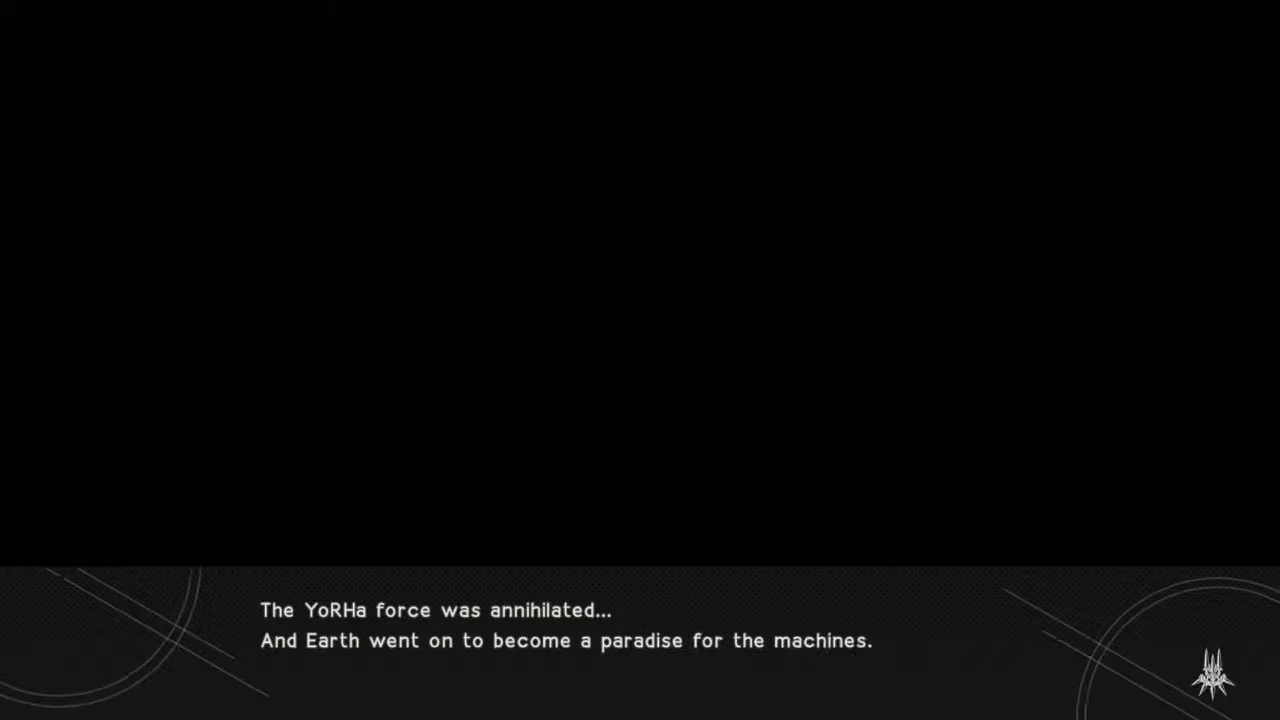 The YoRHa force was annihilated...
And Earth went on to become a paradise for the machines.